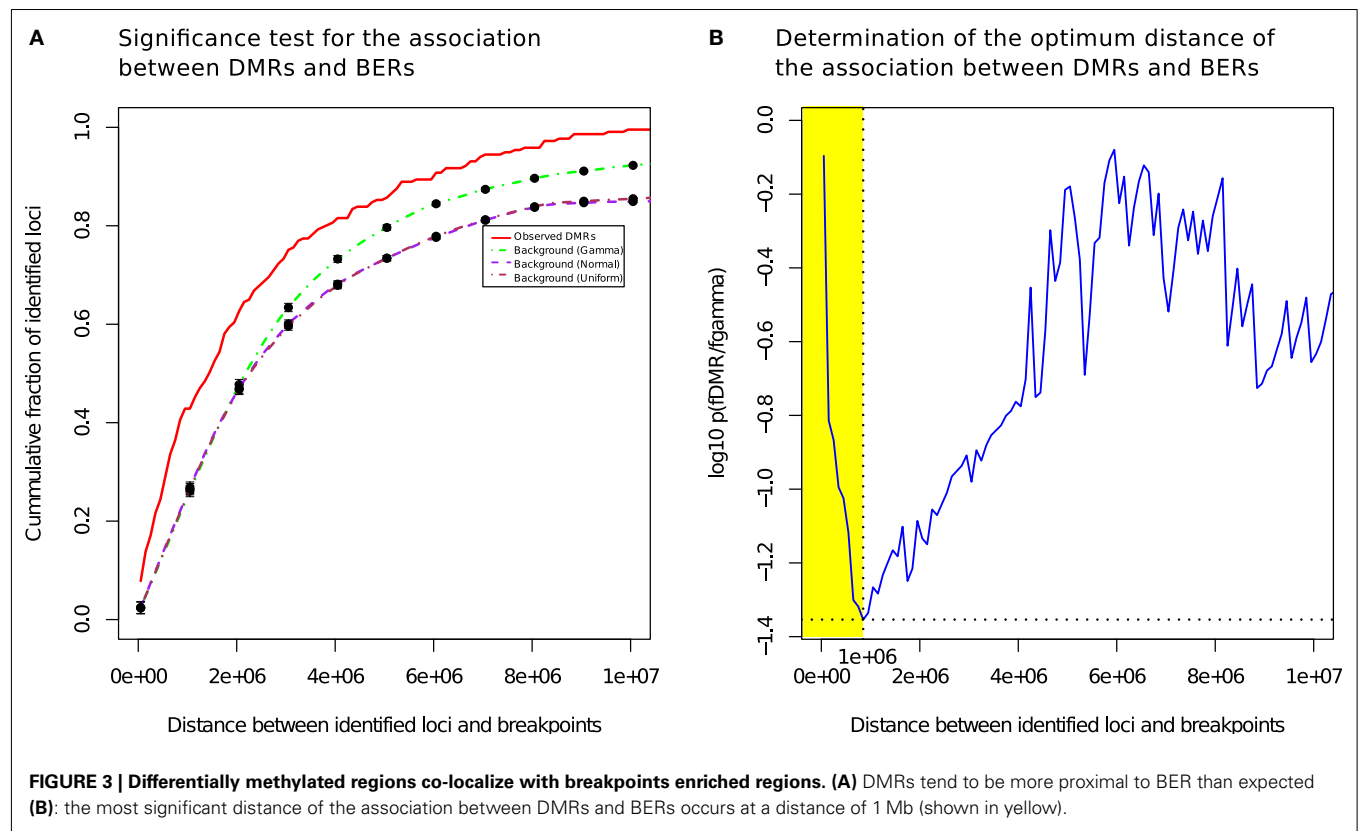 A
Significance test for the association
between DMRs and BERs
Cummulative fraction of identified loci
1.0
0.8
0.6
0.4
0.2
0.0
Observed DMRs
Background (Gamma)
Background (Normal)
Background (Uniform)
0e+00
2e+06
4e+06
6e+06
8e+06
1e+07
Distance between identified loci and breakpoints
B
Determination of the optimum distance of
the association between DMRs and BERs
log10 p(fDMR/fgamma)
0.0
−0.2
−0.4
−0.6
−0.8
−1.0
−1.2
−1.4
1e+06
0e+00
2e+06
4e+06
6e+06
8e+06
1e+07
Distance between identified loci and breakpoints
FIGURE 3 | Differentially methylated regions co-localize with breakpoints enriched regions. (A) DMRs tend to be more proximal to BER than expected
(B): the most significant distance of the association between DMRs and BERs occurs at a distance of 1 Mb (shown in yellow).